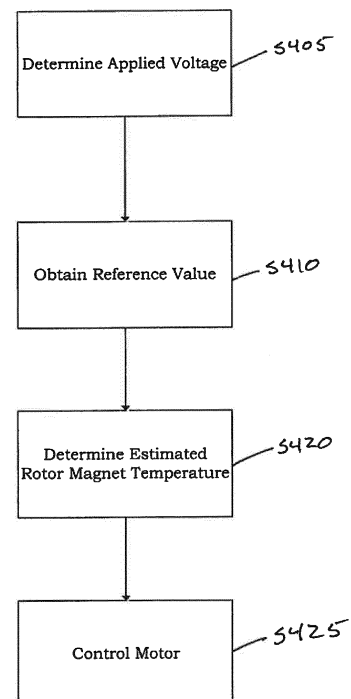 Determine Applied Voltage
S405
Obtain Reference Value
S410
Determine Estimated
Rotor Magnet Temperature
S420
Control Motor
S425